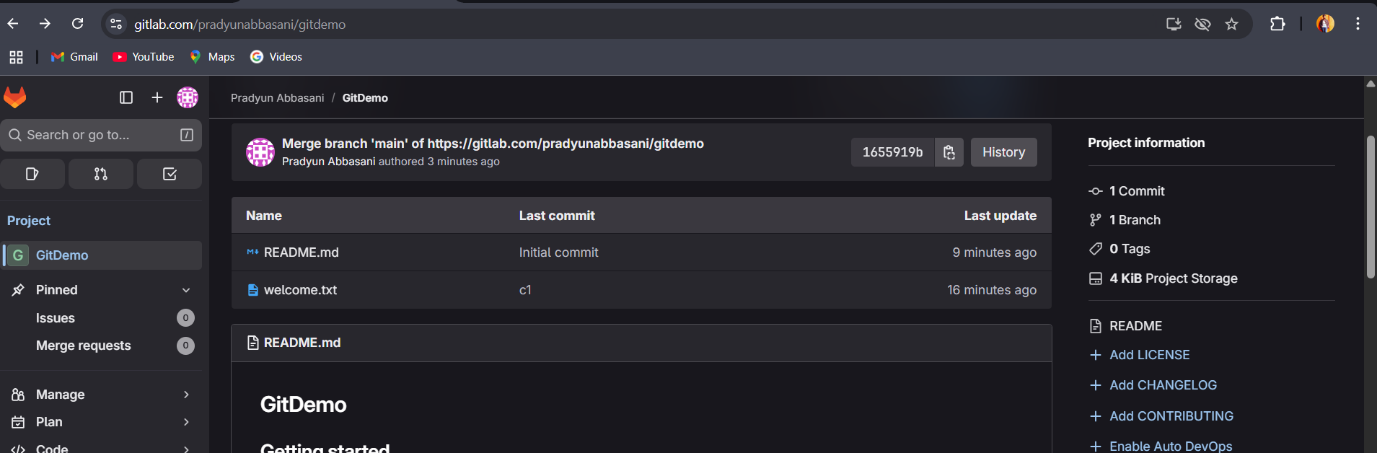 gitlab.com/pradyunabbasani/gitdemo
Gmail YouTube Maps Videos
Pradyun Abbasani / GitDemo
Search or go to... /
Project
G GitDemo
Pinned
Issues 0
Merge requests 0
Manage
Plan
Code
Merge branch 'main' of https://gitlab.com/pradyunabbasani/gitdemo
Pradyun Abbasani authored 3 minutes ago
1655919b
History
Name Last commit Last update
README.md Initial commit 9 minutes ago
welcome.txt c1 16 minutes ago
README.md
GitDemo
Getting started
Project information
1 Commit
1 Branch
0 Tags
4 KiB Project Storage
README
Add LICENSE
Add CHANGELOG
Add CONTRIBUTING
Enable Auto DevOps